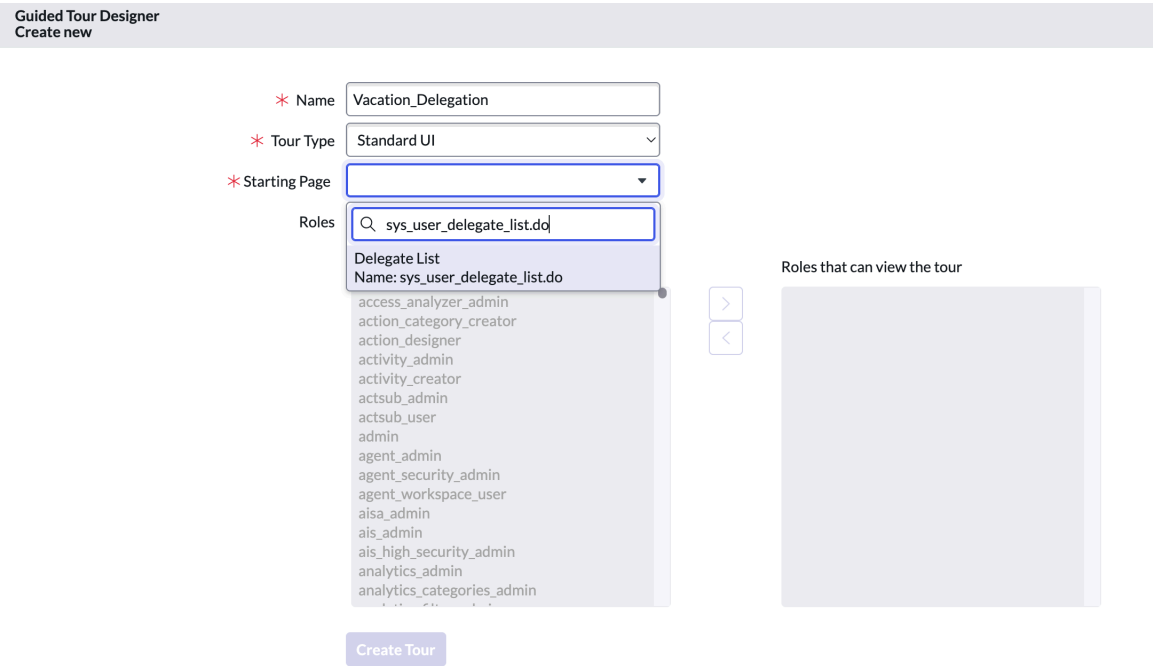 Guided Tour Designer
Create new
Name
Vacation_Delegation
Tour Type
Standard UI
Starting Page
Roles
sys_user_delegate_list.do
Delegate List
Name: sys_user_delegate_list.do
Roles that can view the tour
access_analyzer_admin
action_category_creator
action_designer
activity_admin
activity_creator
actsub_admin
actsub_user
admin
agent_admin
agent_security_admin
agent_workspace_user
aisa_admin
ais_admin
ais_high_security_admin
analytics_admin
analytics_categories_admin
Create Tour